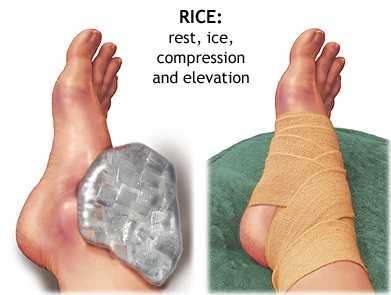 RICE:
rest, ice,
compression
and elevation